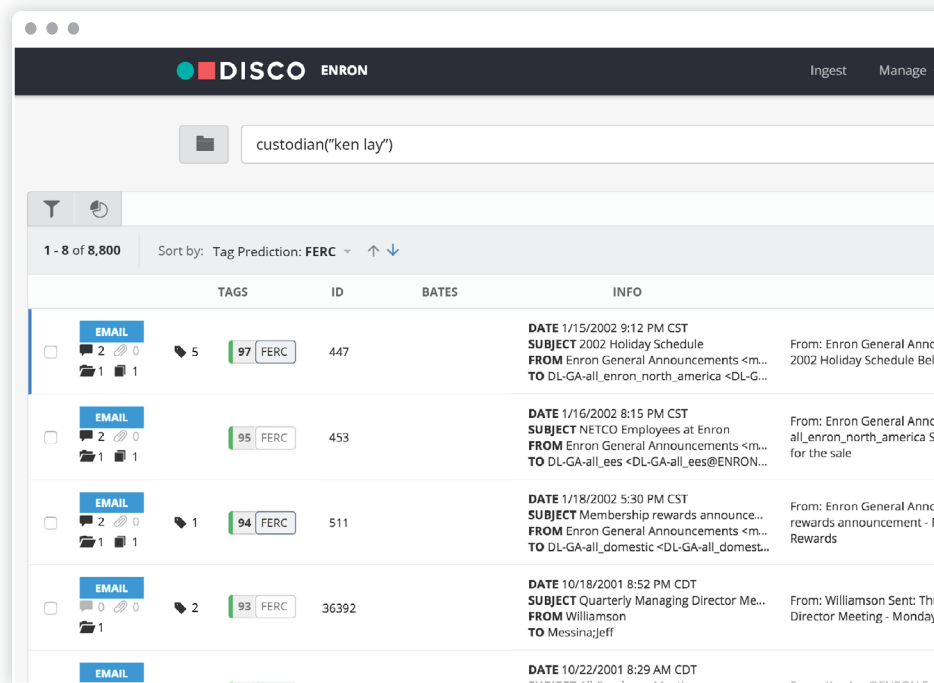 DISCO ENRON Ingest Manage
custodian("ken lay")
1 - 8 of 8,800 Sort by: Tag Prediction: FERC
TAGS ID BATES INFO
EMAIL
2 0
1 1
5
97 FERC
447
DATE 1/15/2002 9:12 PM CST
SUBJECT 2002 Holiday Schedule
FROM Enron General Announcements <m...
TO DL-GA-all_enron_north_america <DL-G...
From: Enron General Anno
2002 Holiday Schedule Bel
EMAIL
2 0
1 1
95 FERC
453
DATE 1/16/2002 8:15 PM CST
SUBJECT NETCO Employees at Enron
FROM Enron General Announcements <m...
TO DL-GA-all_ees <DL-GA-all_ees@ENRON...
From: Enron General Anno
all_enron_north_america S
for the sale
EMAIL
2 0
1 1
1
94 FERC
511
DATE 1/18/2002 5:30 PM CST
SUBJECT Membership rewards announce...
FROM Enron General Announcements <m...
TO DL-GA-all_domestic <DL-GA-all_domest...
From: Enron General Anno
rewards announcement - F
Rewards
EMAIL
0 0
1
2
93 FERC
36392
DATE 10/18/2001 8:52 PM CDT
SUBJECT Quarterly Managing Director Me...
FROM Williamson
TO Messina;Jeff
From: Williamson Sent: Thu
Director Meeting - Monday
EMAIL
DATE 10/22/2001 8:29 AM CDT